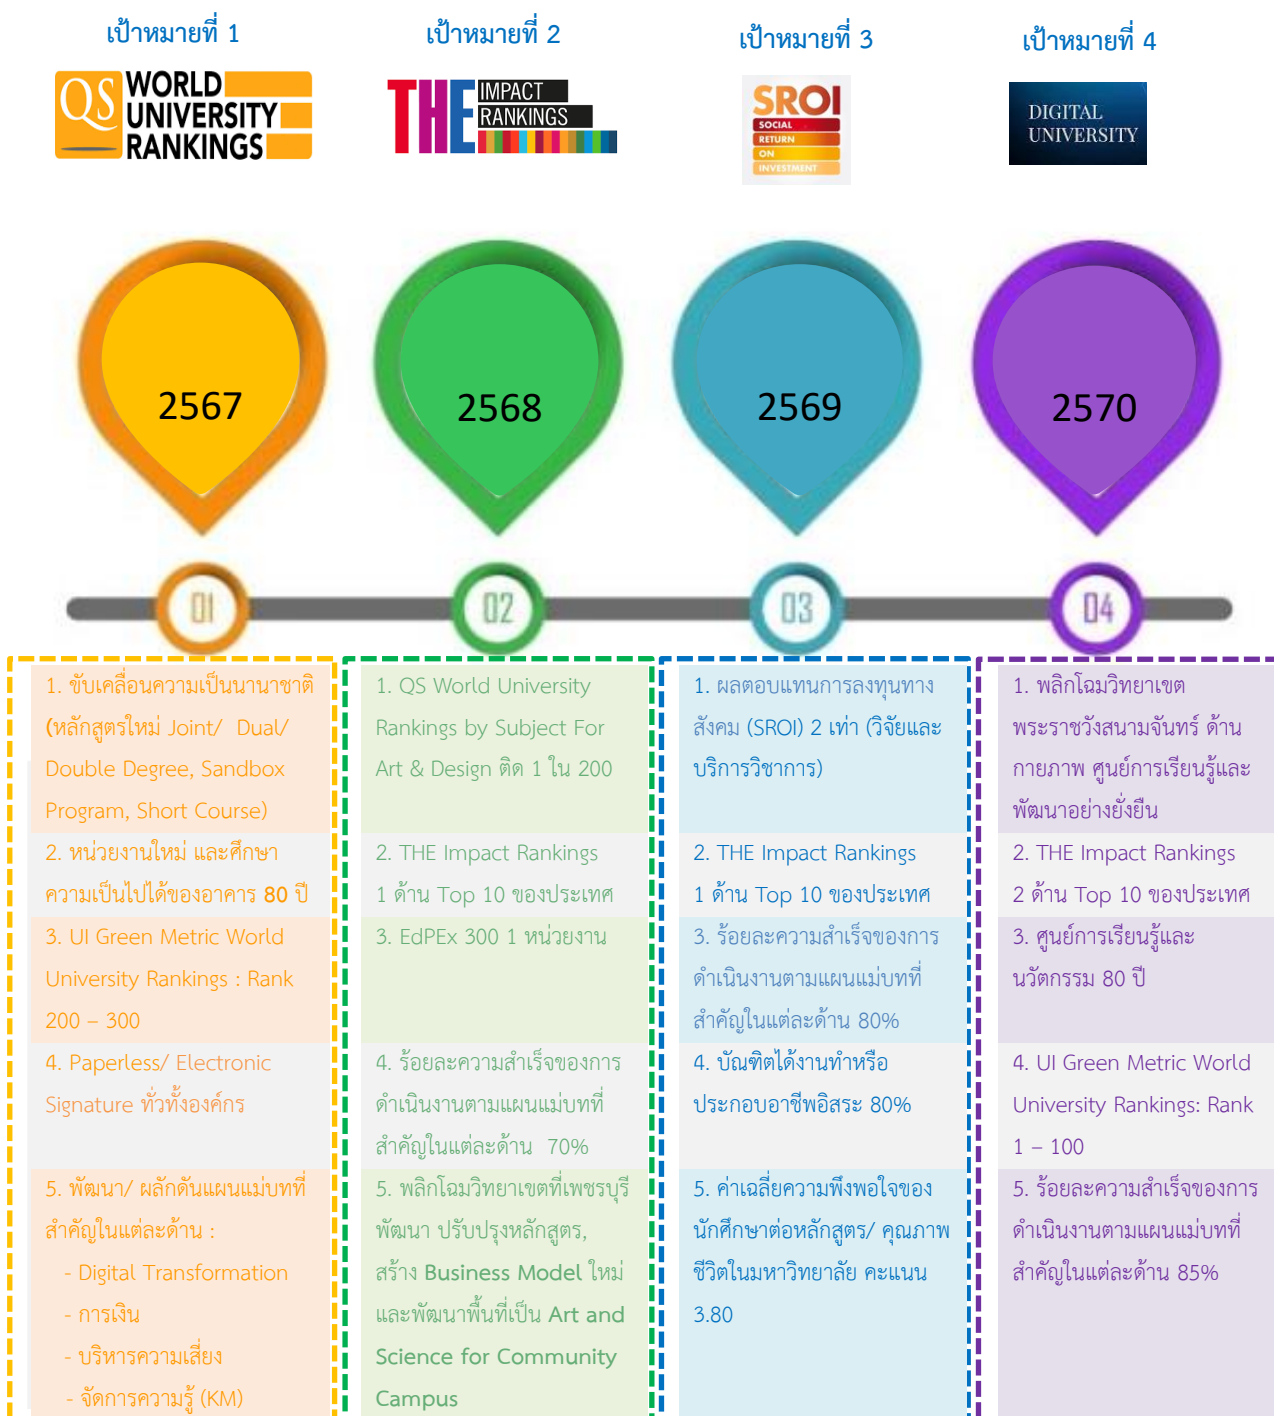 เป้าหมายที่ 1
เป้าหมายที่ 2
เป้าหมายที่ 3
เป้าหมายที่ 4
QS WORLD
UNIVERSITY
RANKINGS
THE IMPACT
RANKINGS
SROI
SOCIAL
RETURN
ON
INVESTMENT
DIGITAL
UNIVERSITY
2567
2568
2569
2570
01
02
03
04
1. ขับเคลื่อนความเป็นนานาชาติ
(หลักสูตรใหม่ Joint/ Dual/
Double Degree, Sandbox
Program, Short Course)
2. หน่วยงานใหม่ และศึกษา
ความเป็นไปได้ของอาคาร 80 ปี
3. UI Green Metric World
University Rankings : Rank
200 – 300
4. Paperless/ Electronic
Signature ทั่วทั้งองค์กร
5. พัฒนา/ ผลักดันแผนแม่บทที่
สำคัญในแต่ละด้าน :
- Digital Transformation
- การเงิน
- บริหารความเสี่ยง
- จัดการความรู้ (KM)
1. QS World University
Rankings by Subject For
Art & Design ติด 1 ใน 200
2. THE Impact Rankings
1 ด้าน Top 10 ของประเทศ
3. EdPEx 300 1 หน่วยงาน
4. ร้อยละความสำเร็จของการ
ดำเนินงานตามแผนแม่บทที่
สำคัญในแต่ละด้าน 70%
5. พลิกโฉมวิทยาเขตที่เพชรบุรี
พัฒนา ปรับปรุงหลักสูตร,
สร้าง Business Model ใหม่
และพัฒนาพื้นที่เป็น Art and
Science for Community
Campus
1. ผลตอบแทนการลงทุนทาง
สังคม (SROI) 2 เท่า (วิจัยและ
บริการวิชาการ)
2. THE Impact Rankings
1 ด้าน Top 10 ของประเทศ
3. ร้อยละความสำเร็จของการ
ดำเนินงานตามแผนแม่บทที่
สำคัญในแต่ละด้าน 80%
4. บัณฑิตได้งานทำหรือ
ประกอบอาชีพอิสระ 80%
5. ค่าเฉลี่ยความพึงพอใจของ
นักศึกษาต่อหลักสูตร/ คุณภาพ
ชีวิตในมหาวิทยาลัย คะแนน
3.80
1. พลิกโฉมวิทยาเขต
พระราชวังสนามจันทร์ ด้าน
กายภาพ ศูนย์การเรียนรู้และ
พัฒนาอย่างยั่งยืน
2. THE Impact Rankings
2 ด้าน Top 10 ของประเทศ
3. ศูนย์การเรียนรู้และ
นวัตกรรม 80 ปี
4. UI Green Metric World
University Rankings: Rank
1 – 100
5. ร้อยละความสำเร็จของการ
ดำเนินงานตามแผนแม่บทที่
สำคัญในแต่ละด้าน 85%